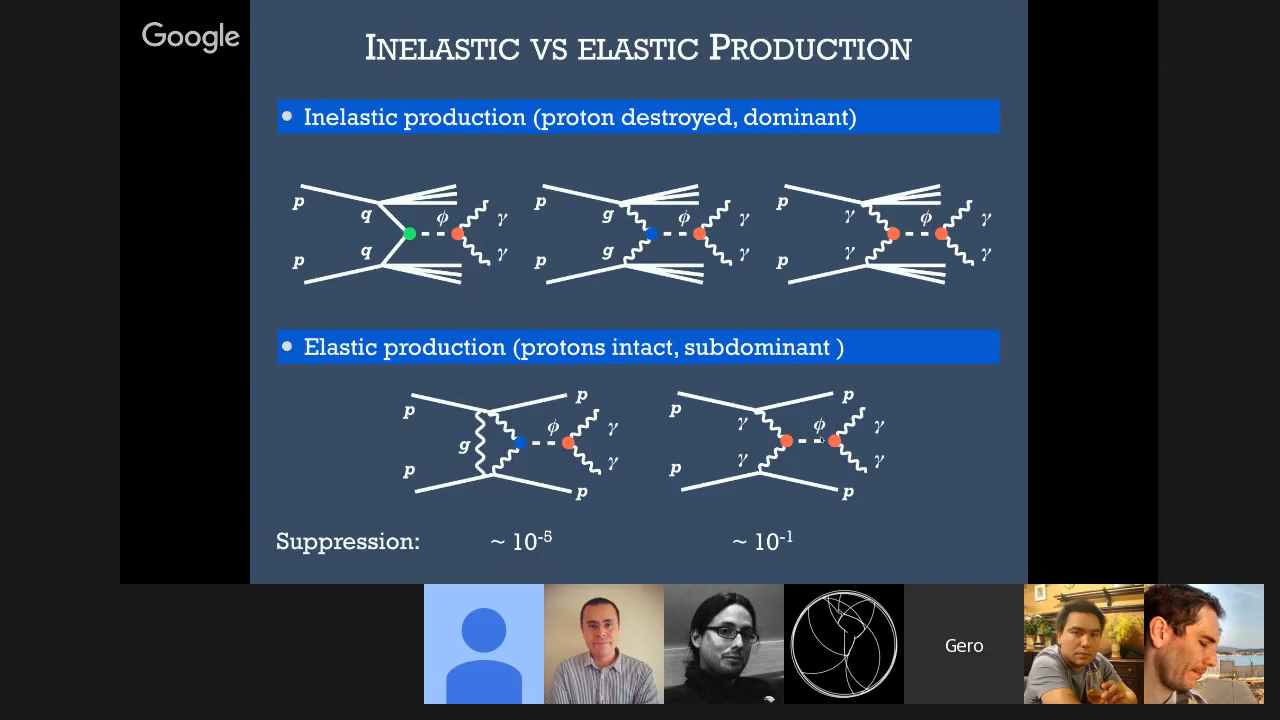 Google
INELASTIC VS ELASTIC PRODUCTION
Inelastic production (proton destroyed, dominant)
p q ϕ γ
p q γ
p g ϕ γ
p g γ
p γ ϕ γ
p γ γ
Elastic production (protons intact, subdominant )
p p
g ϕ γ
p γ
p
p γ p
ϕ γ
p γ γ
p
Suppression: ~ 10⁻⁵ ~ 10⁻¹
Gero